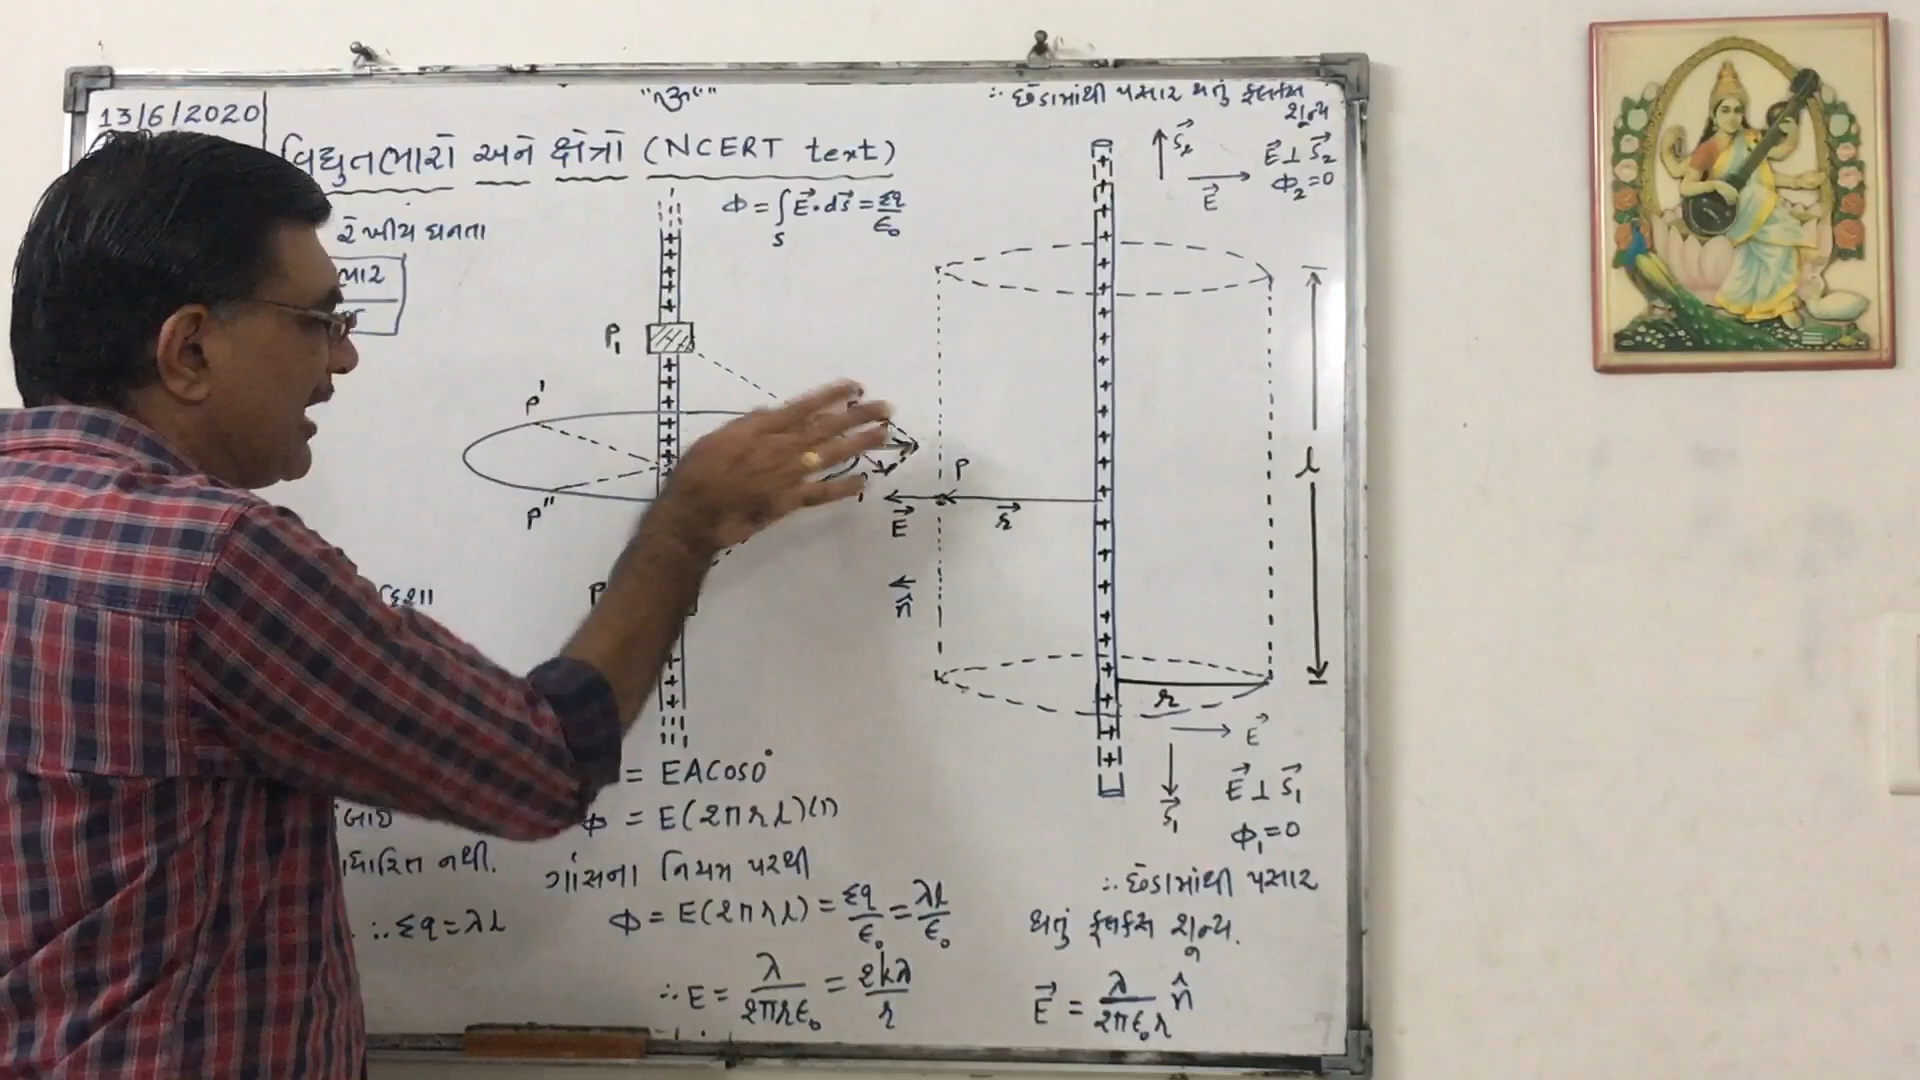 13/6/2020
"ૐ"
વિદ્યુતભારો અને ક્ષેત્રો (NCERT text)
રેખીય ઘનતા
ભાર
Φ = ∫ₛ E⃗·ds⃗ = Σq/ϵ₀
P₁
P'
P"
P
દિશા
= EACos0°
Φ = E(2πrl)(1)
ગૉસના નિયમ પરથી
Φ = E(2πrl) = Σq/ϵ₀ = λl/ϵ₀
∴ E = λ/2πrϵ₀ = 2kλ/r
નથી.
∴ Σq = λl
∴ છેડામાંથી પસાર થતું ફ્લક્સ
શૂન્ય
S⃗₂
E⃗
E⃗ ⊥ S⃗₂
Φ₂=0
l
P
E⃗
r⃗
n̂
r
E⃗
S⃗₁
E⃗ ⊥ S⃗₁
Φ₁=0
∴ છેડામાંથી પસાર
થતું ફ્લક્સ શૂન્ય.
E⃗ = λ/2πϵ₀r n̂